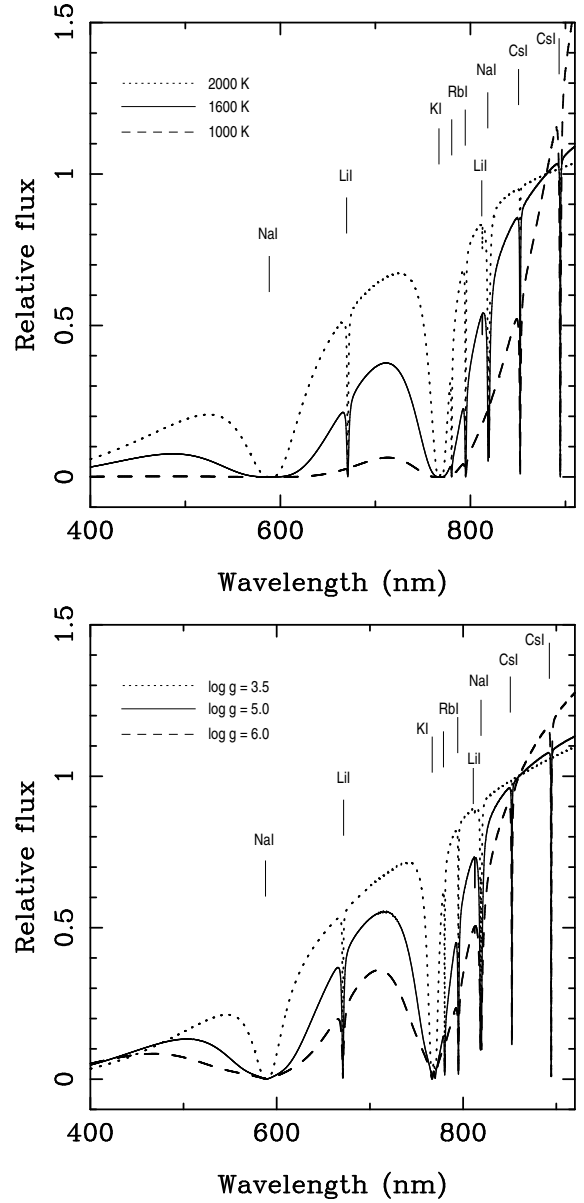 1.5
CsI
CsI
NaI
RbI
KI
2000 K
1600 K
1000 K
LiI
LiI
NaI
1
0.5
0
Relative flux
400
600
800
Wavelength (nm)
1.5
CsI
CsI
NaI
RbI
KI
log g = 3.5
log g = 5.0
log g = 6.0
LiI
LiI
NaI
1
0.5
0
Relative flux
400
600
800
Wavelength (nm)